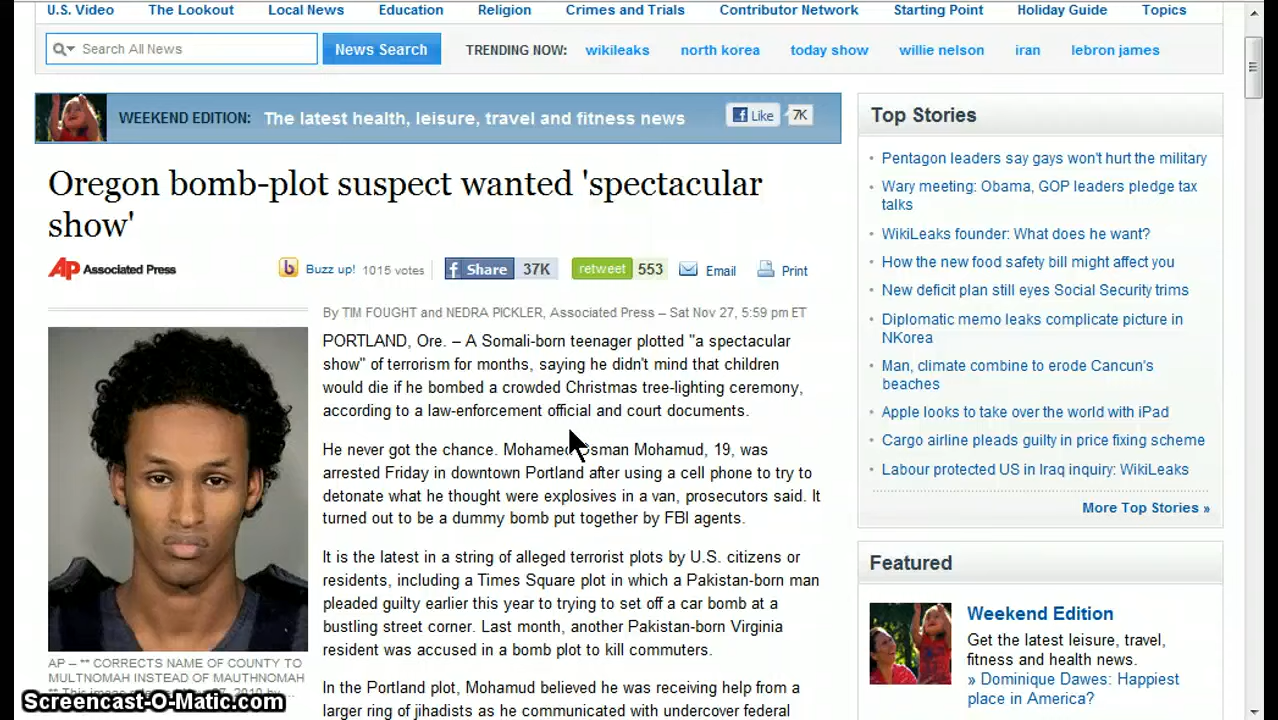 U.S. Video The Lookout Local News Education Religion Crimes and Trials Contributor Network Starting Point Holiday Guide Topics
Search All News News Search TRENDING NOW: wikileaks north korea today show willie nelson iran lebron james
WEEKEND EDITION: The latest health, leisure, travel and fitness news Like 7K
Oregon bomb-plot suspect wanted 'spectacular
show'
AP Associated Press Buzz up! 1015 votes Share 37K retweet 553 Email Print
By TIM FOUGHT and NEDRA PICKLER, Associated Press – Sat Nov 27, 5:59 pm ET
PORTLAND, Ore. – A Somali-born teenager plotted "a spectacular
show" of terrorism for months, saying he didn't mind that children
would die if he bombed a crowded Christmas tree-lighting ceremony,
according to a law-enforcement official and court documents.
He never got the chance. Mohamed Osman Mohamud, 19, was
arrested Friday in downtown Portland after using a cell phone to try to
detonate what he thought were explosives in a van, prosecutors said. It
turned out to be a dummy bomb put together by FBI agents.
It is the latest in a string of alleged terrorist plots by U.S. citizens or
residents, including a Times Square plot in which a Pakistan-born man
pleaded guilty earlier this year to trying to set off a car bomb at a
bustling street corner. Last month, another Pakistan-born Virginia
resident was accused in a bomb plot to kill commuters.
In the Portland plot, Mohamud believed he was receiving help from a
larger ring of jihadists as he communicated with undercover federal
AP – ** CORRECTS NAME OF COUNTY TO
MULTNOMAH INSTEAD OF MAUTHNOMAH
Screencast-O-Matic.com
Top Stories
Pentagon leaders say gays won't hurt the military
Wary meeting: Obama, GOP leaders pledge tax
talks
WikiLeaks founder: What does he want?
How the new food safety bill might affect you
New deficit plan still eyes Social Security trims
Diplomatic memo leaks complicate picture in
NKorea
Man, climate combine to erode Cancun's
beaches
Apple looks to take over the world with iPad
Cargo airline pleads guilty in price fixing scheme
Labour protected US in Iraq inquiry: WikiLeaks
More Top Stories »
Featured
Weekend Edition
Get the latest leisure, travel,
fitness and health news.
» Dominique Dawes: Happiest
place in America?